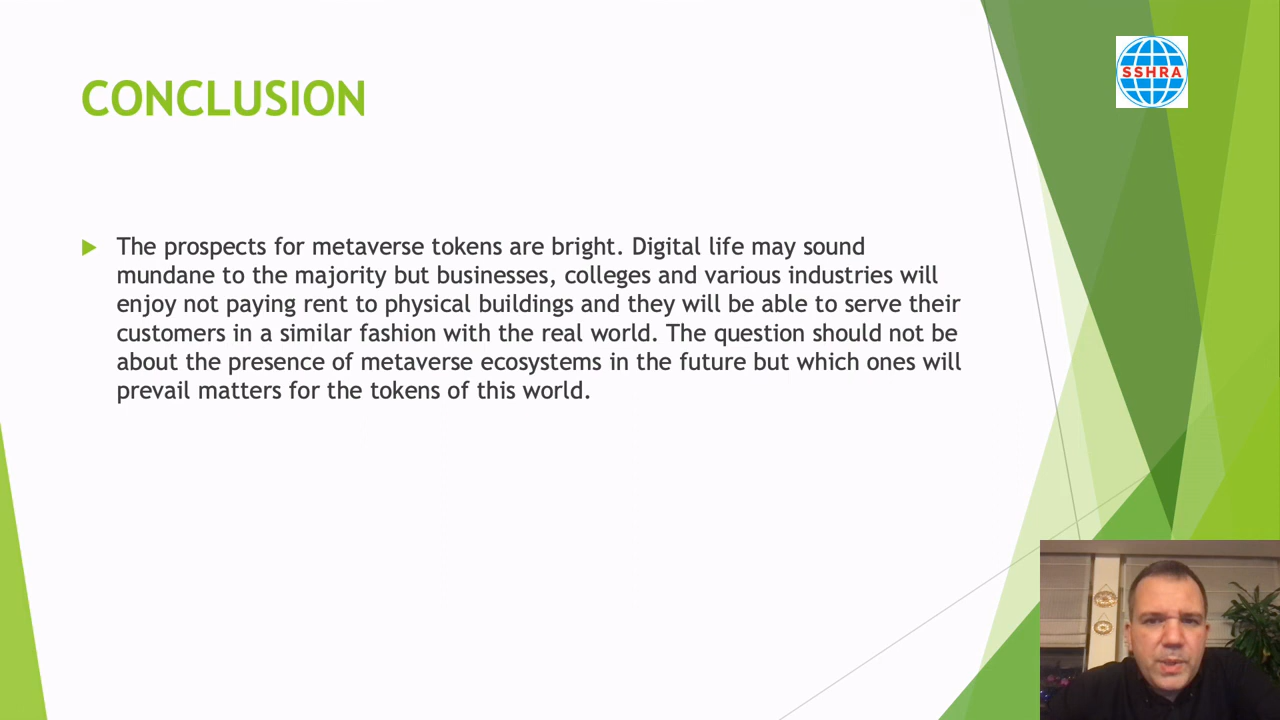 SSHRA
CONCLUSION
The prospects for metaverse tokens are bright. Digital life may sound
mundane to the majority but businesses, colleges and various industries will
enjoy not paying rent to physical buildings and they will be able to serve their
customers in a similar fashion with the real world. The question should not be
about the presence of metaverse ecosystems in the future but which ones will
prevail matters for the tokens of this world.